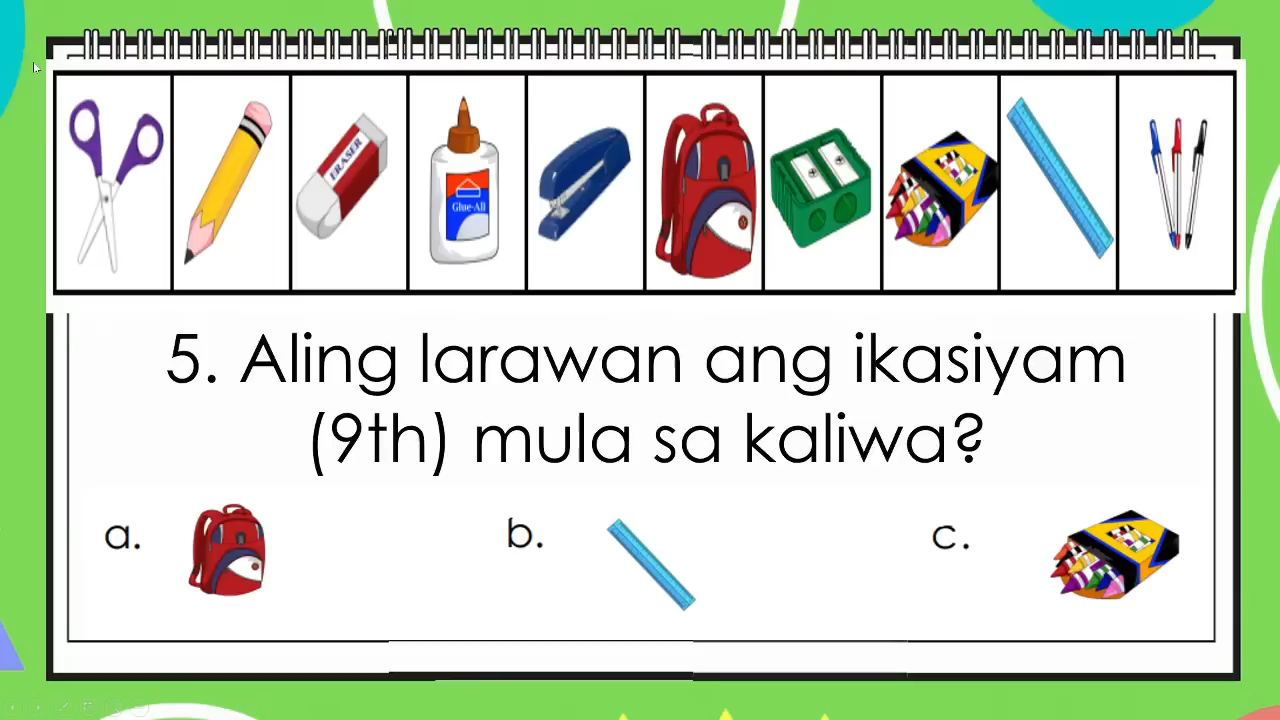 ERASER
Glue-All
5. Aling larawan ang ikasiyam
(9th) mula sa kaliwa?
a.
b.
c.